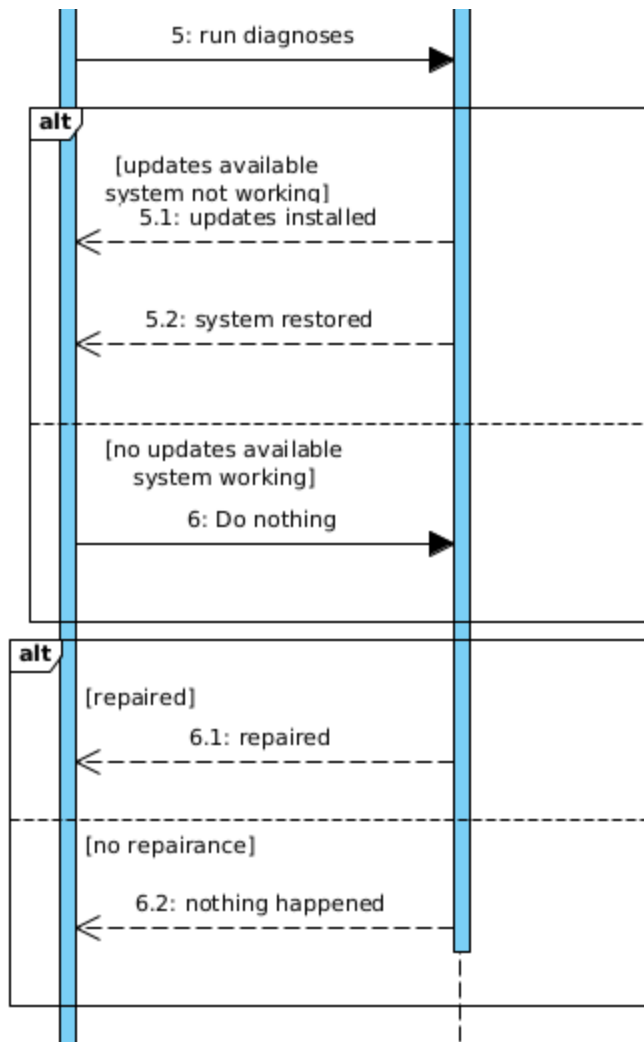 5: run diagnoses
alt
[updates available
system not working]
5.1: updates installed
5.2: system restored
[no updates available
system working]
6: Do nothing
alt
[repaired]
6.1: repaired
[no repairance]
6.2: nothing happened